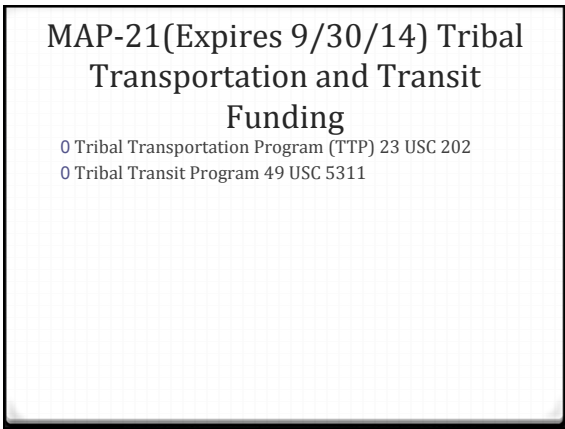 MAP-21(Expires 9/30/14) Tribal
Transportation and Transit
Funding
0 Tribal Transportation Program (TTP) 23 USC 202
0 Tribal Transit Program 49 USC 5311